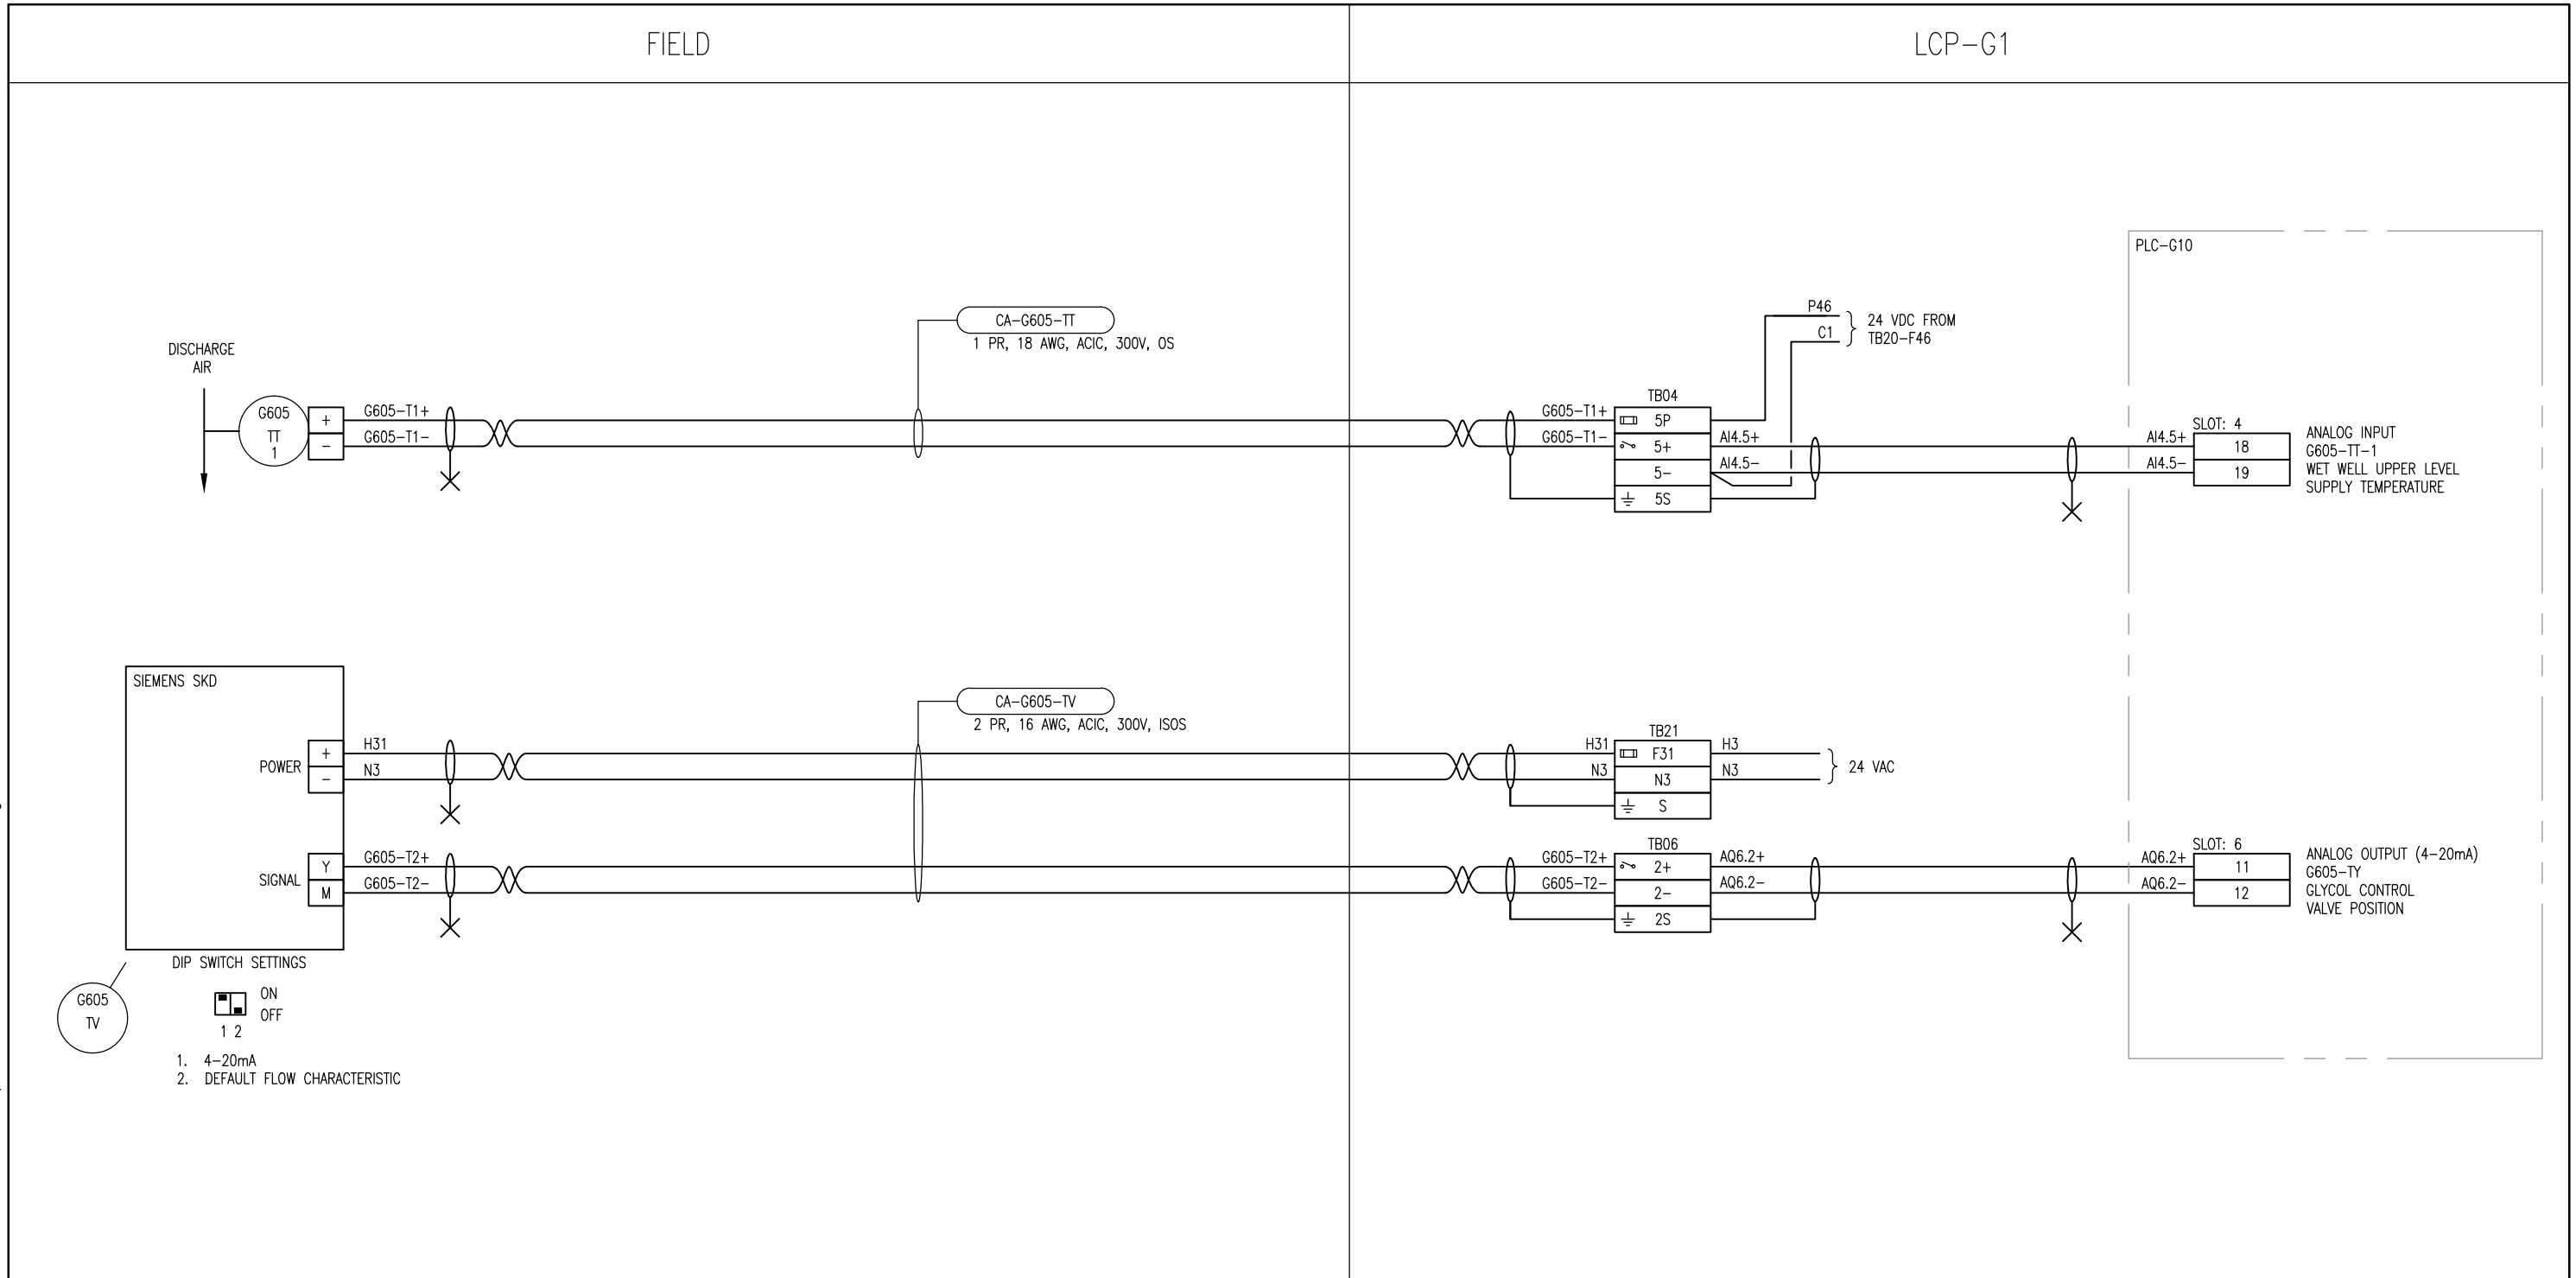 FIELD
LCP-G1
PLC-G10
CA-G605-TT
1 PR, 18 AWG, ACIC, 300V, OS
P46
C1
24 VDC FROM
TB20-F46
DISCHARGE
AIR
G605
TT
1
+
-
G605-T1+
G605-T1-
G605-T1+
G605-T1-
TB04
5P
5+
5-
5S
AI4.5+
AI4.5-
AI4.5+
AI4.5-
SLOT: 4
18
19
ANALOG INPUT
G605-TT-1
WET WELL UPPER LEVEL
SUPPLY TEMPERATURE
SIEMENS SKD
CA-G605-TV
2 PR, 16 AWG, ACIC, 300V, ISOS
POWER
+
-
H31
N3
H31
N3
TB21
F31
N3
S
H3
N3
24 VAC
SIGNAL
Y
M
G605-T2+
G605-T2-
G605-T2+
G605-T2-
TB06
2+
2-
2S
AQ6.2+
AQ6.2-
AQ6.2+
AQ6.2-
SLOT: 6
11
12
ANALOG OUTPUT (4-20mA)
G605-TY
GLYCOL CONTROL
VALVE POSITION
DIP SWITCH SETTINGS
G605
TV
ON
OFF
1 2
1. 4-20mA
2. DEFAULT FLOW CHARACTERISTIC